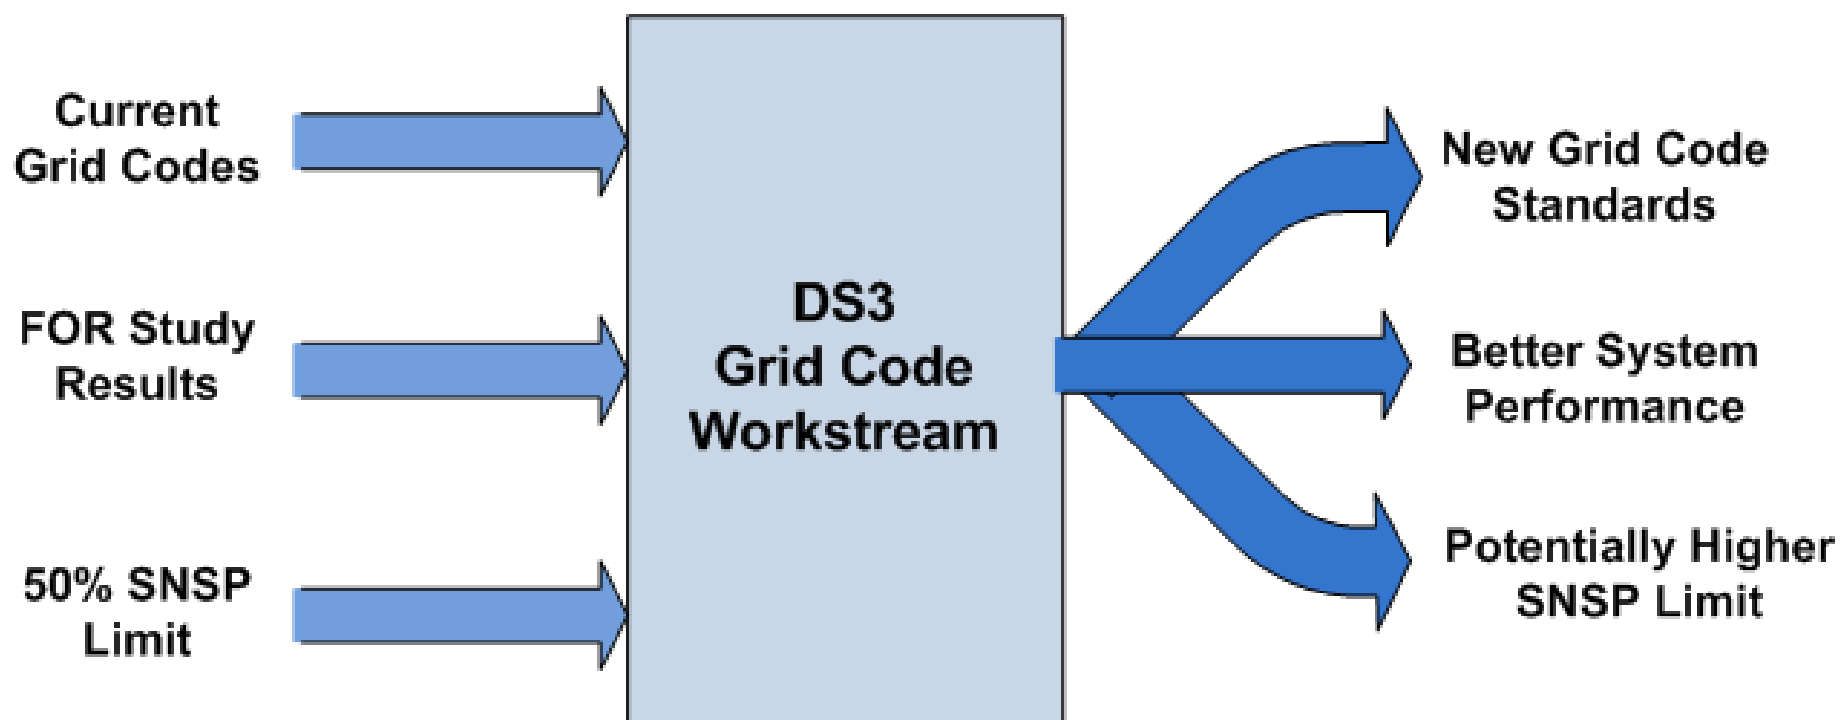 Current
Grid Codes
FOR Study
Results
50% SNSP
Limit
DS3
Grid Code
Workstream
New Grid Code
Standards
Better System
Performance
Potentially Higher
SNSP Limit